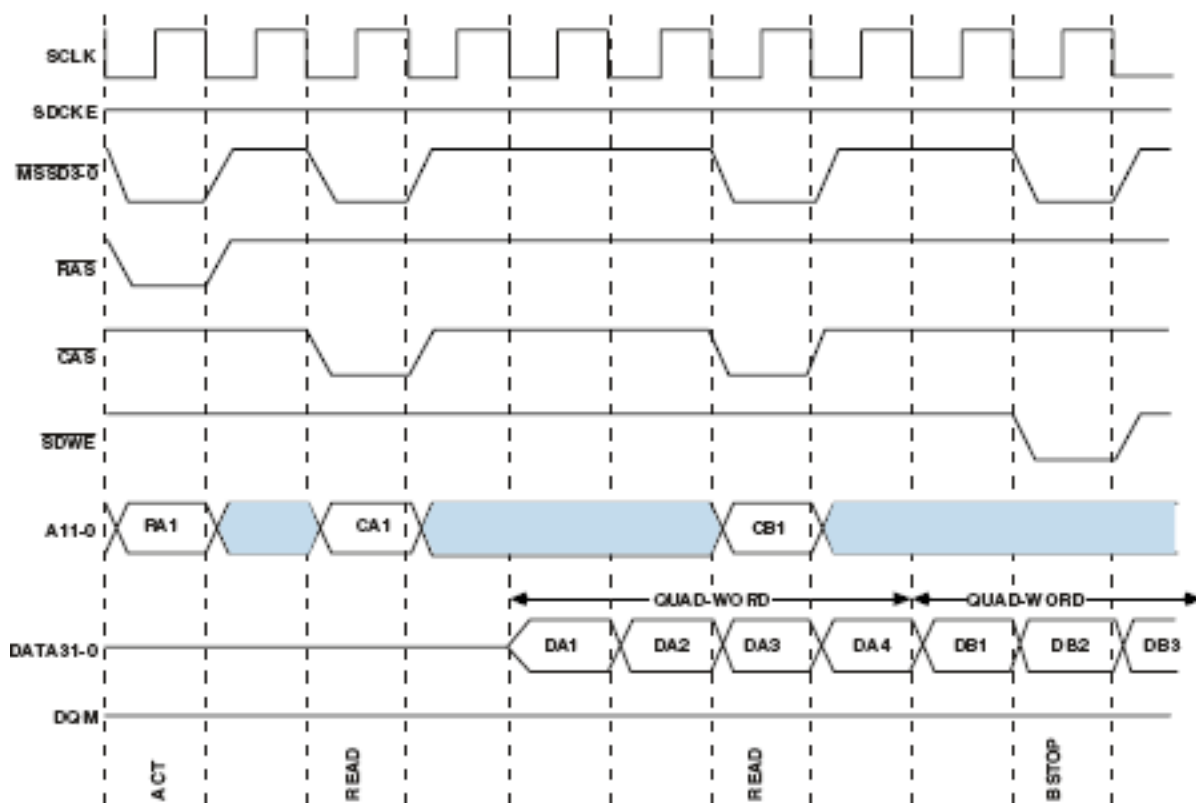 SCLK
SDCKE
MSSD3-0
RAS
CAS
SDWE
A11-0 RA1 CA1 CB1
QUAD-WORD QUAD-WORD
DATA31-0 DA1 DA2 DA3 DA4 DB1 DB2 DB3
DQM
ACT READ READ BSTOP